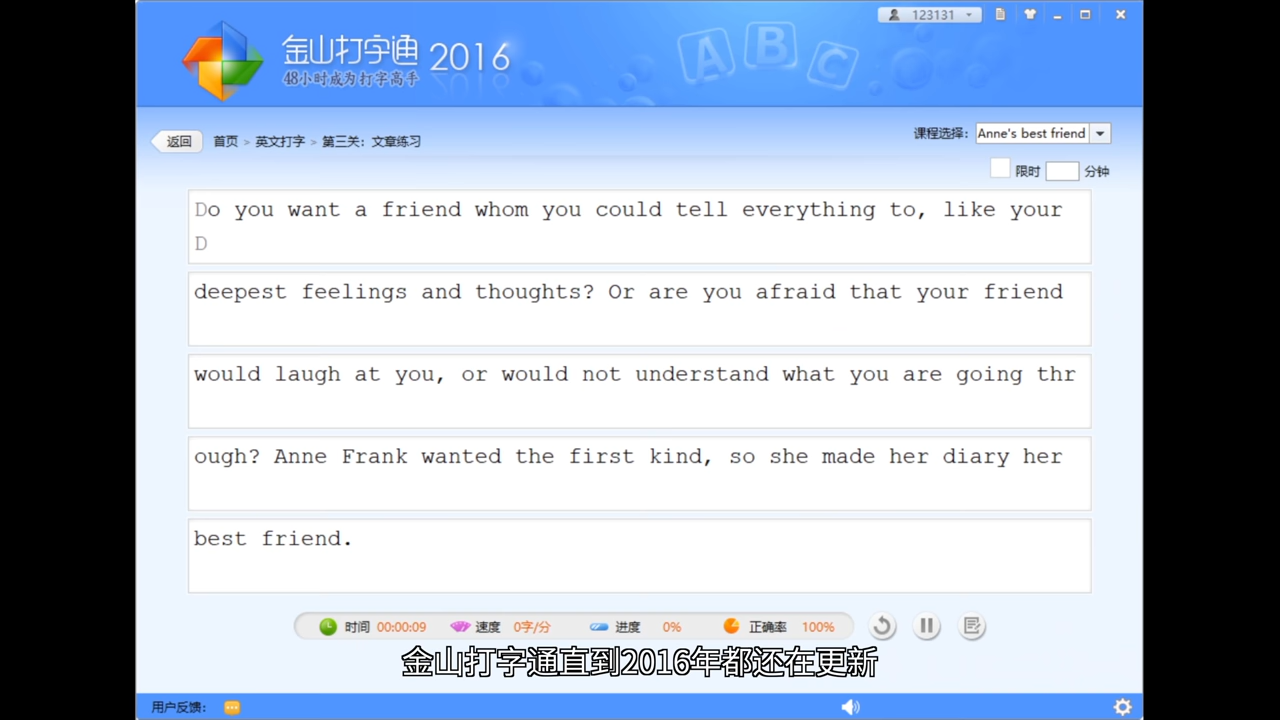 123131
金山打字通 2016
48小时成为打字高手
A B C
返回 首页 > 英文打字 > 第三关：文章练习
课程选择： Anne's best friend
限时 分钟
Do you want a friend whom you could tell everything to, like your
D
deepest feelings and thoughts? Or are you afraid that your friend
would laugh at you, or would not understand what you are going thr
ough? Anne Frank wanted the first kind, so she made her diary her
best friend.
时间 00:00:09 速度 0字/分 进度 0% 正确率 100%
金山打字通直到2016年都还在更新
用户反馈：